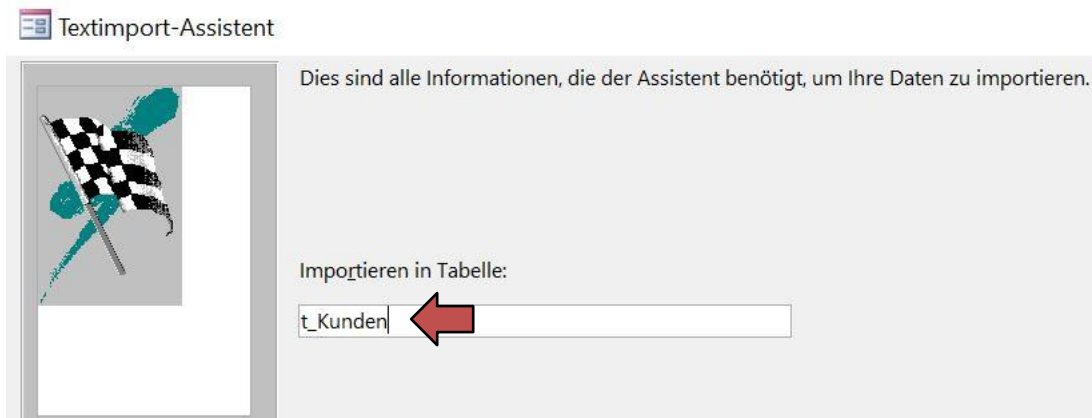 Textimport-Assistent
Dies sind alle Informationen, die der Assistent benötigt, um Ihre Daten zu importieren.
Importieren in Tabelle:
t_Kunden